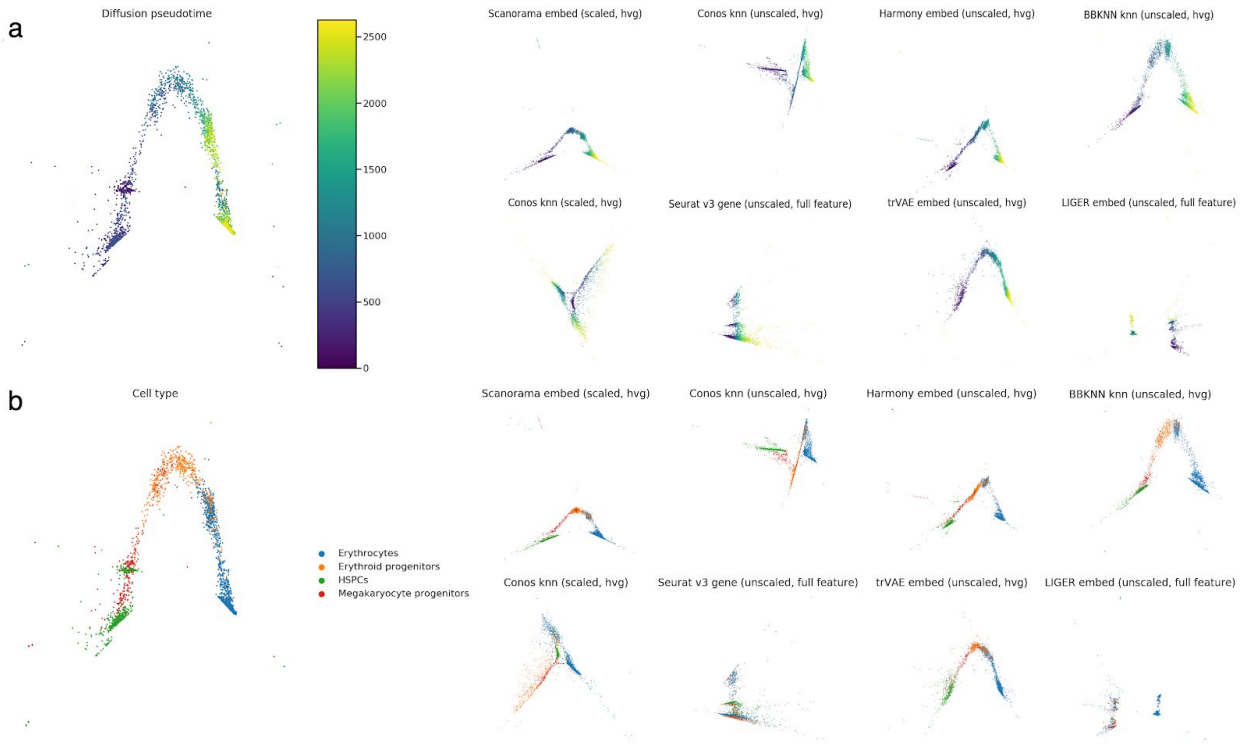 a
Diffusion pseudotime
2500
2000
1500
1000
500
0
Scanorama embed (scaled, hvg)
Conos knn (unscaled, hvg)
Harmony embed (unscaled, hvg)
BBKNN knn (unscaled, hvg)
Conos knn (scaled, hvg)
Seurat v3 gene (unscaled, full feature)
trVAE embed (unscaled, hvg)
LIGER embed (unscaled, full feature)
b
Cell type
Erythrocytes
Erythroid progenitors
HSPCs
Megakaryocyte progenitors
Scanorama embed (scaled, hvg)
Conos knn (unscaled, hvg)
Harmony embed (unscaled, hvg)
BBKNN knn (unscaled, hvg)
Conos knn (scaled, hvg)
Seurat v3 gene (unscaled, full feature)
trVAE embed (unscaled, hvg)
LIGER embed (unscaled, full feature)